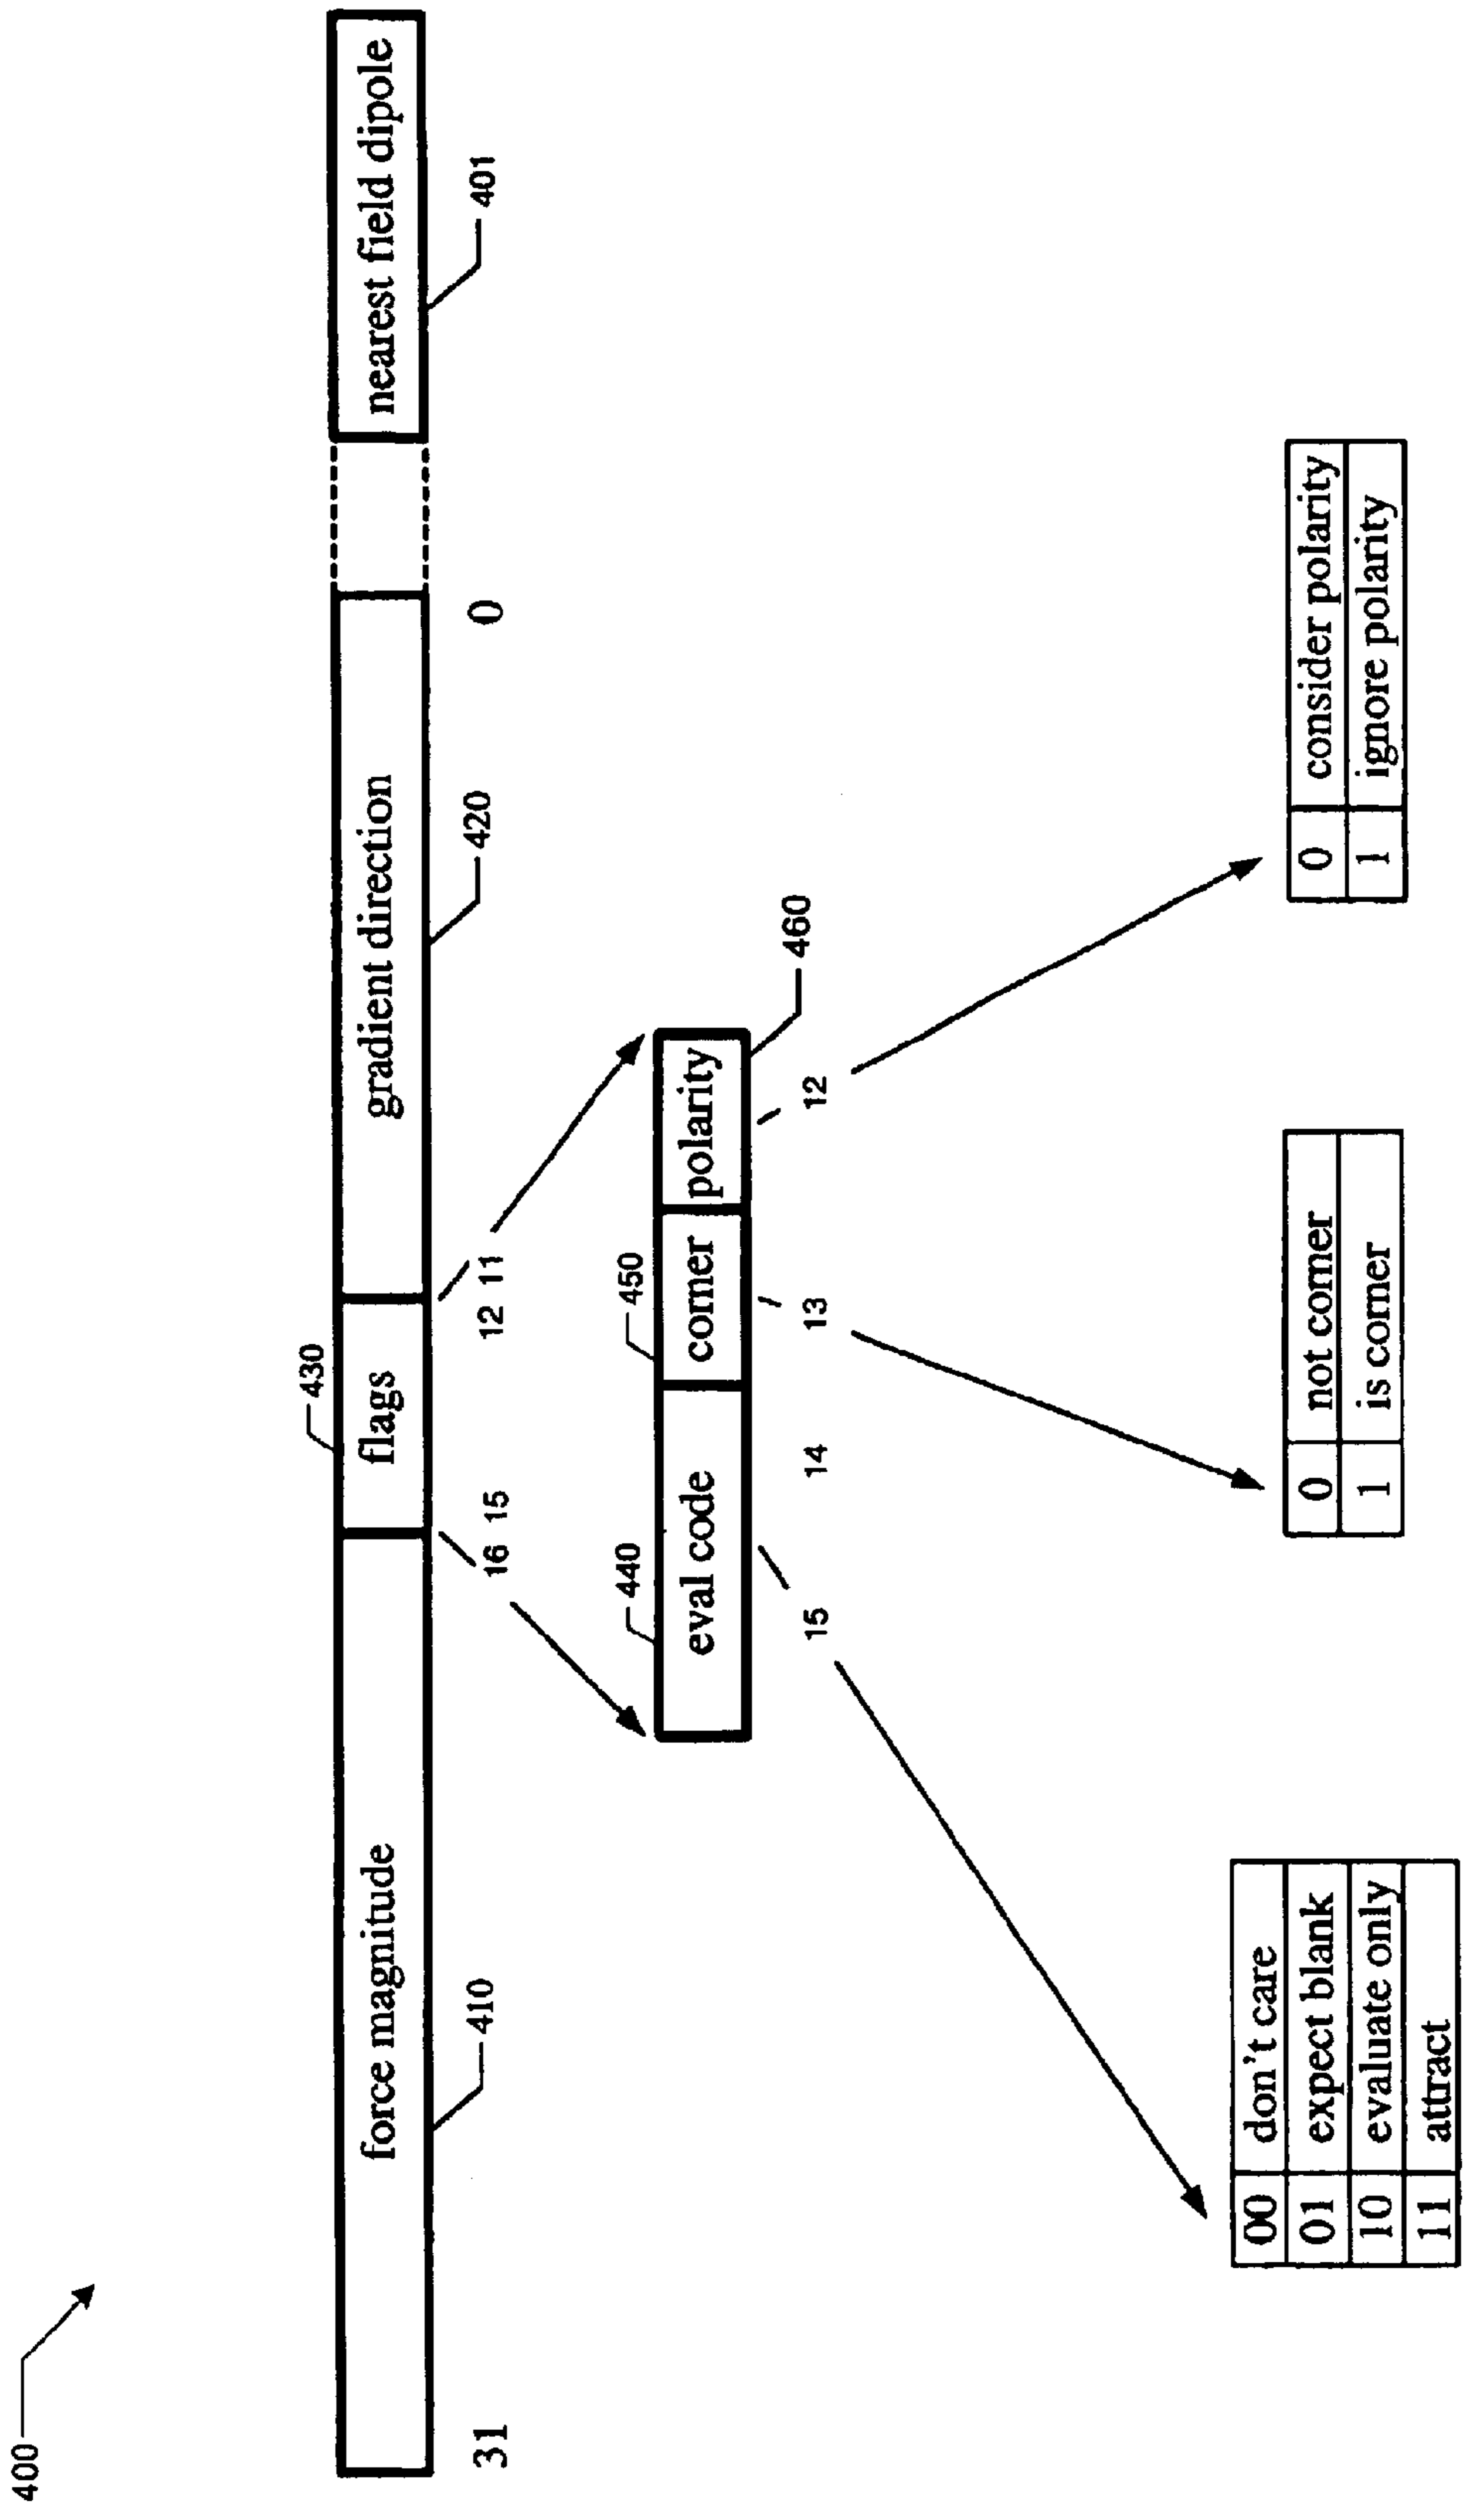 400
430
force magnitude
flags
gradient direction
nearest field dipole
31
410
16 15
12 11
420
0
401
440
450
eval code
corner
polarity
460
15
14
13
12
00 don't care
01 expect blank
10 evaluate only
11 attract
0 not corner
1 is corner
0 consider polarity
1 ignore polarity